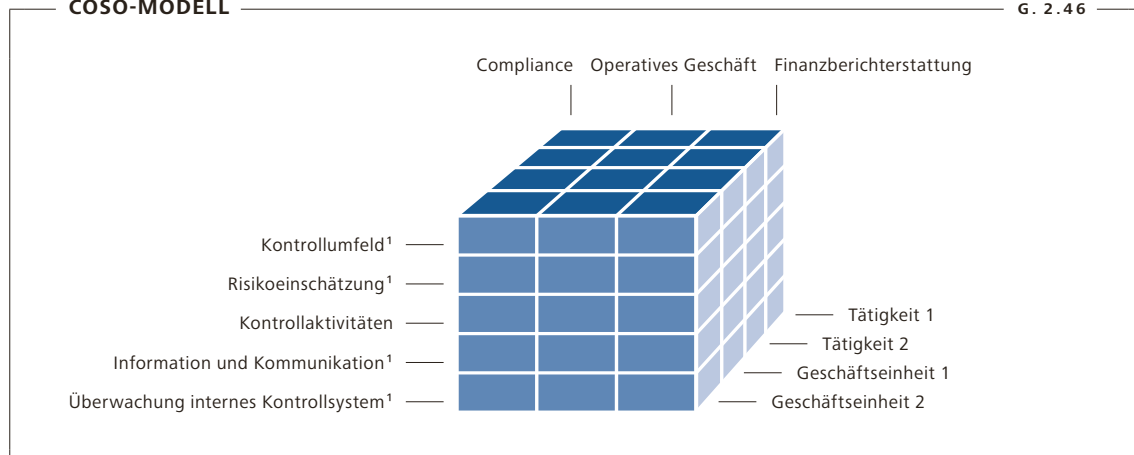 COSO-MODELL
G. 2.46
Compliance Operatives Geschäft Finanzberichterstattung
Kontrollumfeld¹
Risikoeinschätzung¹
Kontrollaktivitäten
Information und Kommunikation¹
Überwachung internes Kontrollsystem¹
Tätigkeit 1
Tätigkeit 2
Geschäftseinheit 1
Geschäftseinheit 2